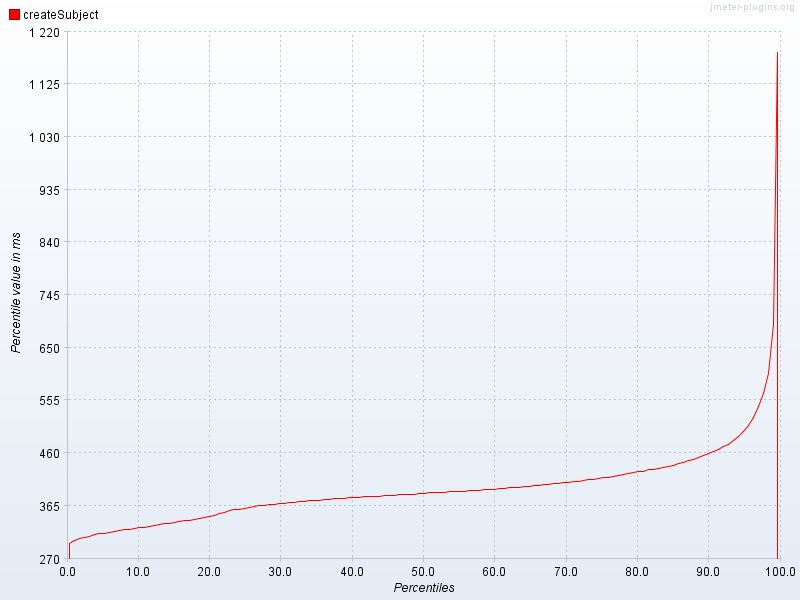 jmeter-plugins.org
createSubject
1 220
1 125
1 030
935
840
745
650
555
460
365
270
Percentile value in ms
0.0 10.0 20.0 30.0 40.0 50.0 60.0 70.0 80.0 90.0 100.0
Percentiles